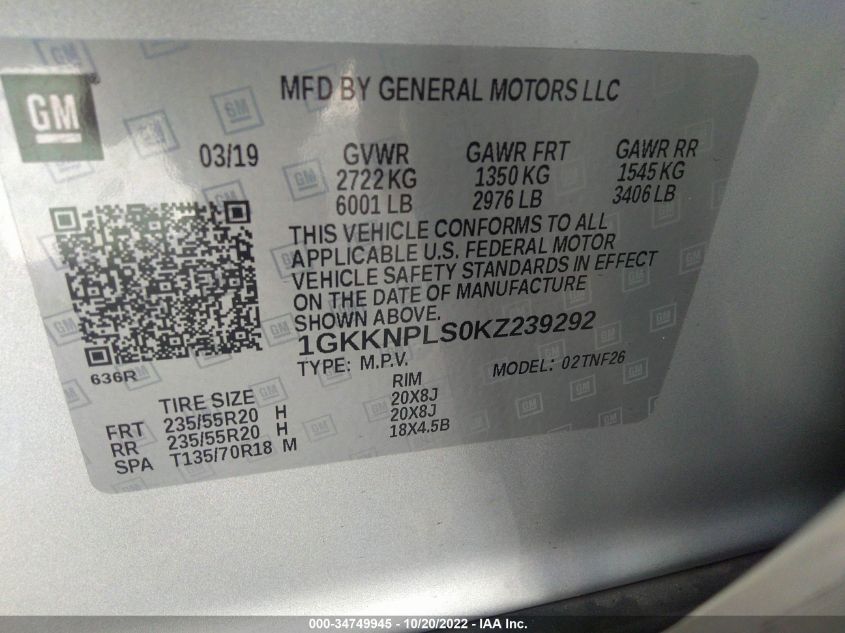 GM
MFD BY GENERAL MOTORS LLC
03/19 GVWR GAWR FRT GAWR RR
2722 KG 1350 KG 1545 KG
6001 LB 2976 LB 3406 LB
THIS VEHICLE CONFORMS TO ALL
APPLICABLE U.S. FEDERAL MOTOR
VEHICLE SAFETY STANDARDS IN EFFECT
ON THE DATE OF MANUFACTURE
SHOWN ABOVE.
1GKKNPLS0KZ239292
TYPE: M.P.V. MODEL: 02TNF26
636R
TIRE SIZE RIM
FRT 235/55R20 H 20X8J
RR 235/55R20 H 20X8J
SPA T135/70R18 M 18X4.5B
000-34749945 - 10/20/2022 - IAA Inc.